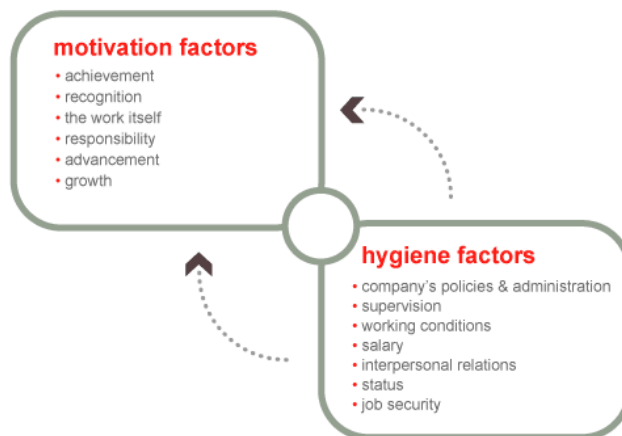 motivation factors
• achievement
• recognition
• the work itself
• responsibility
• advancement
• growth
hygiene factors
• company's policies & administration
• supervision
• working conditions
• salary
• interpersonal relations
• status
• job security